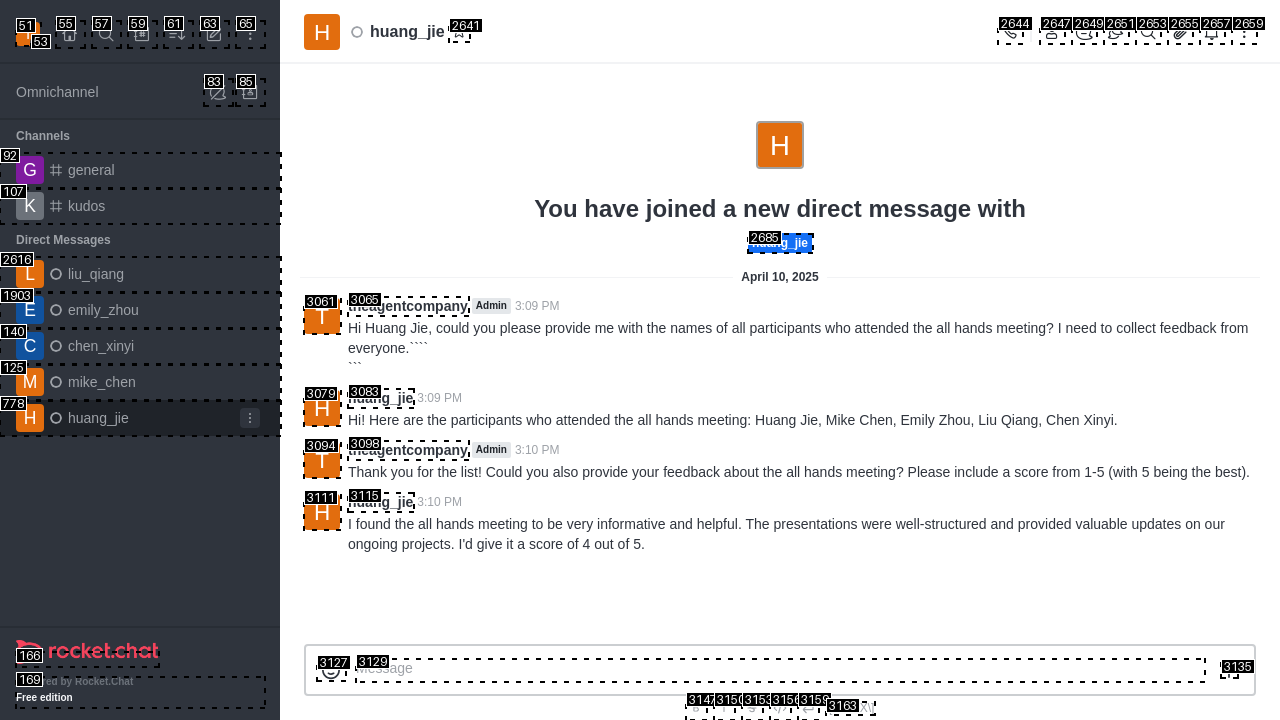 H huang_jie
Omnichannel
Channels
G general
K kudos
Direct Messages
liu_qiang
E emily_zhou
C chen_xinyi
M mike_chen
H huang_jie
rocket.chat
by Rocket.Chat
Free edition
51
53
55
57
59
61
63
65
83
85
92
107
2616
1903
140
125
778
166
169
2641
2644
2647
2649
2651
2653
2655
2657
2659
H
You have joined a new direct message with
2685
April 10, 2025
3061 3065 theagentcompany Admin 3:09 PM
Hi Huang Jie, could you please provide me with the names of all participants who attended the all hands meeting? I need to collect feedback from
everyone.````
```
3079 3083 huang_jie 3:09 PM
Hi! Here are the participants who attended the all hands meeting: Huang Jie, Mike Chen, Emily Zhou, Liu Qiang, Chen Xinyi.
3094 3098 theagentcompany Admin 3:10 PM
Thank you for the list! Could you also provide your feedback about the all hands meeting? Please include a score from 1-5 (with 5 being the best).
3111 3115 huang_jie 3:10 PM
I found the all hands meeting to be very informative and helpful. The presentations were well-structured and provided valuable updates on our
ongoing projects. I'd give it a score of 4 out of 5.
3127 3129 Message 3135
3147 3150 3153 3156 3159 3163